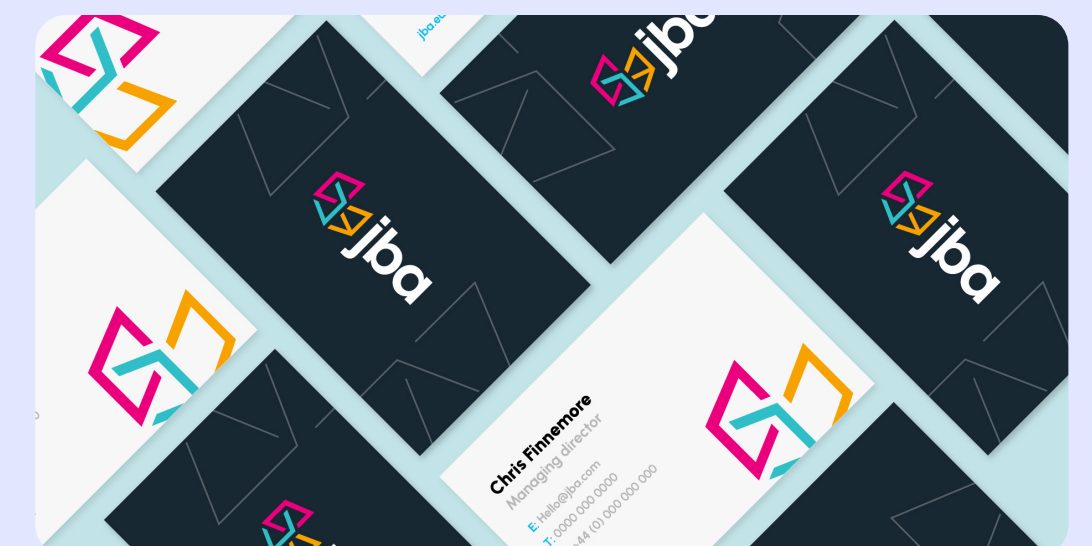 jba.eu
jba
jba
jba
Chris Finnemore
Managing director
E: Hello@jba.com
T: 0000 000 0000
+44 (0) 000 000 000